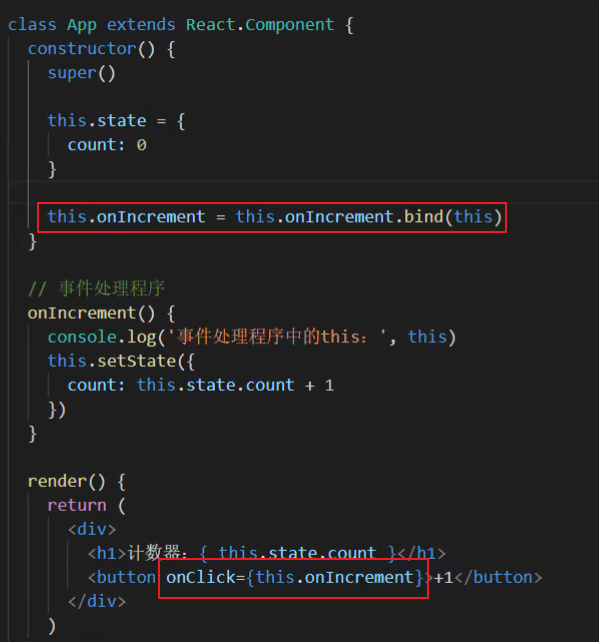 class App extends React.Component {
constructor() {
super()
this.state = {
count: 0
}
this.onIncrement = this.onIncrement.bind(this)
}
// 事件处理程序
onIncrement() {
console.log('事件处理程序中的this：', this)
this.setState({
count: this.state.count + 1
})
}
render() {
return (
<div>
<h1>计数器：{ this.state.count }</h1>
<button onClick={this.onIncrement}>+1</button>
</div>
)